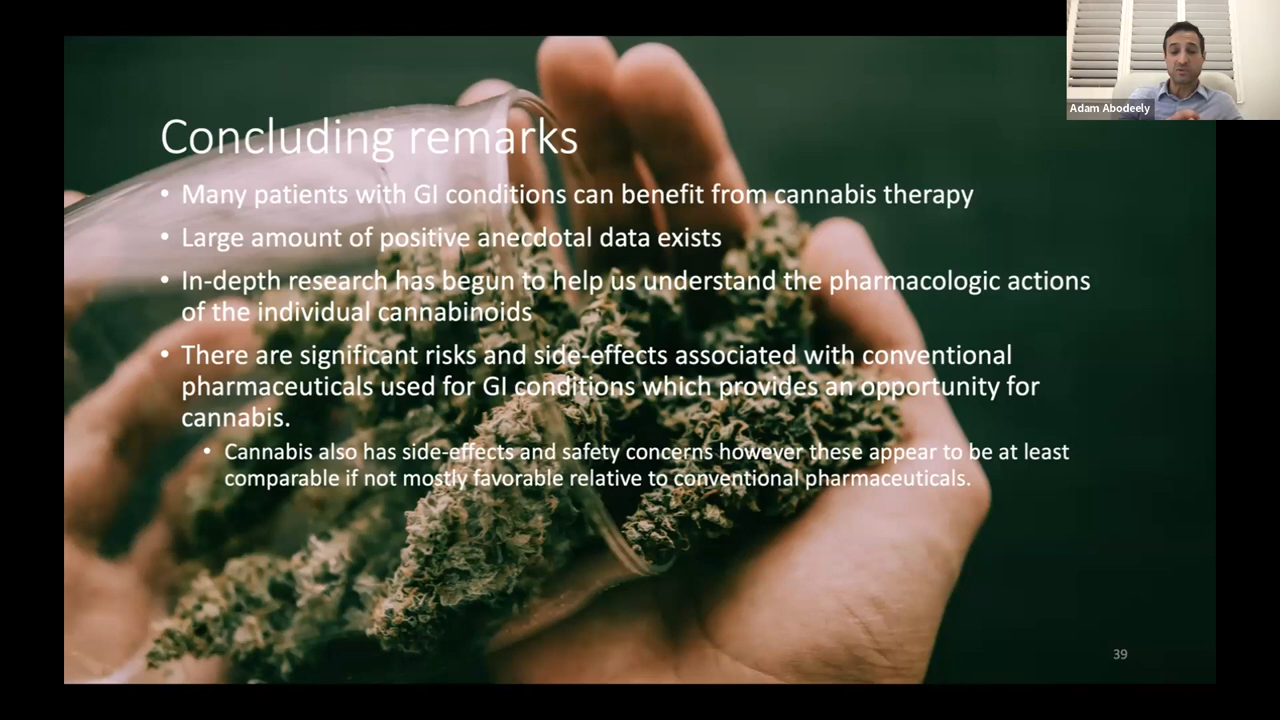 Adam Abodeely
Concluding remarks
• Many patients with GI conditions can benefit from cannabis therapy
• Large amount of positive anecdotal data exists
• In-depth research has begun to help us understand the pharmacologic actions
of the individual cannabinoids
• There are significant risks and side-effects associated with conventional
pharmaceuticals used for GI conditions which provides an opportunity for
cannabis.
• Cannabis also has side-effects and safety concerns however these appear to be at least
comparable if not mostly favorable relative to conventional pharmaceuticals.
39